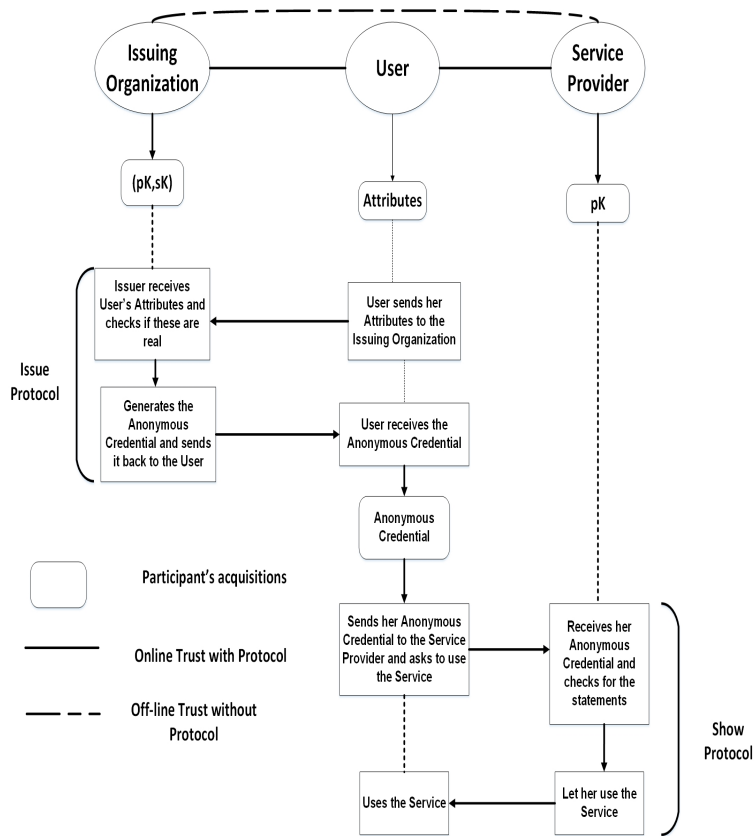 Issuing
Organization
User
Service
Provider
(pK,sK)
Attributes
pK
Issuer receives
User's Attributes and
checks if these are
real
User sends her
Attributes to the
Issuing Organization
Issue
Protocol
Generates the
Anonymous
Credential and sends
it back to the User
User receives the
Anonymous Credential
Anonymous
Credential
Participant's acquisitions
Sends her Anonymous
Credential to the Service
Provider and asks to use
the Service
Receives her
Anonymous
Credential and
checks for the
statements
Online Trust with Protocol
Off-line Trust without
Protocol
Show
Protocol
Uses the Service
Let her use the
Service